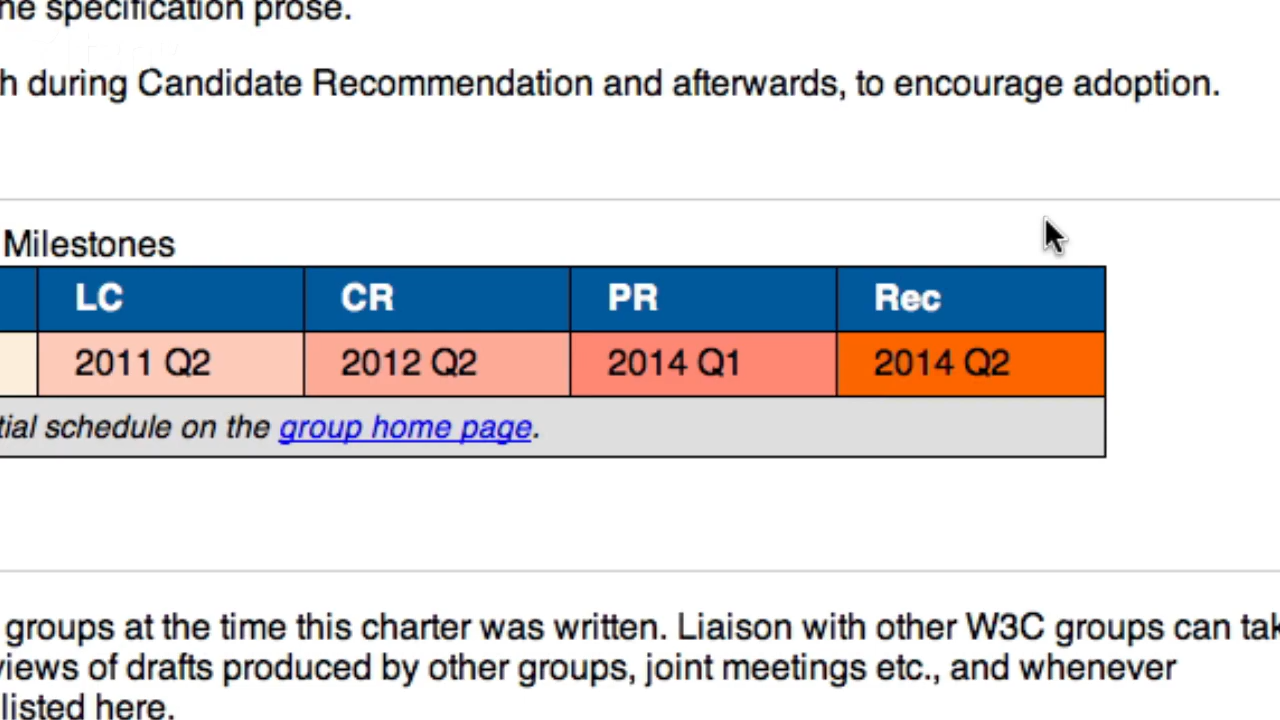 he specification prose.
h during Candidate Recommendation and afterwards, to encourage adoption.
Milestones
LC CR PR Rec
2011 Q2 2012 Q2 2014 Q1 2014 Q2
tial schedule on the group home page.
groups at the time this charter was written. Liaison with other W3C groups can tak
views of drafts produced by other groups, joint meetings etc., and whenever
listed here.